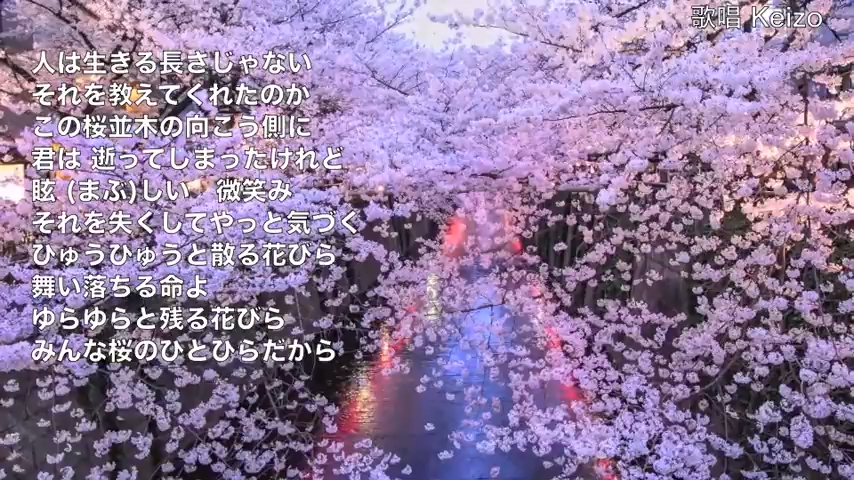 歌唱 Keizo
人は生きる長さじゃない
それを教えてくれたのか
この桜並木の向こう側に
君は 逝ってしまったけれど
眩 (まぶ)しい　微笑み
それを失くしてやっと気づく
ひゅうひゅうと散る花びら
舞い落ちる命よ
ゆらゆらと残る花びら
みんな桜のひとひらだから